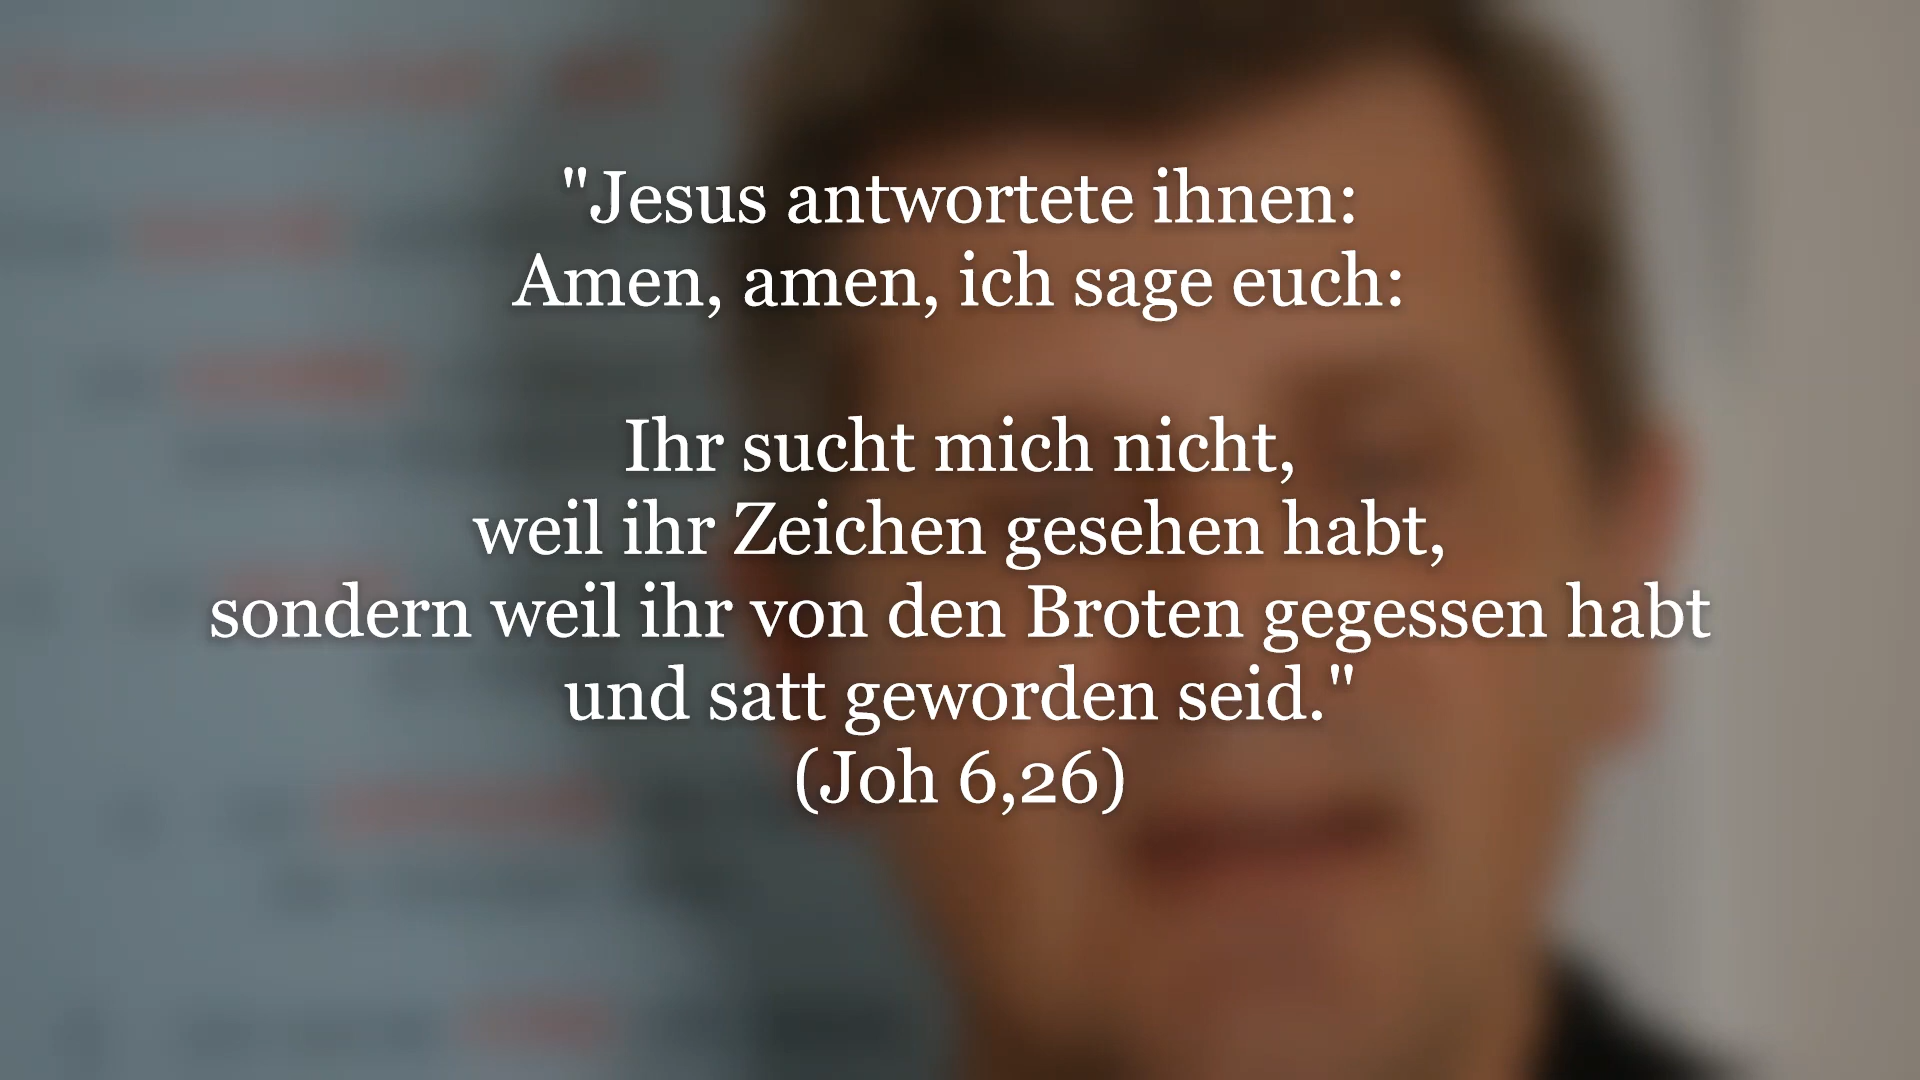 "Jesus antwortete ihnen:
Amen, amen, ich sage euch:
Ihr sucht mich nicht,
weil ihr Zeichen gesehen habt,
sondern weil ihr von den Broten gegessen habt
und satt geworden seid."
(Joh 6,26)